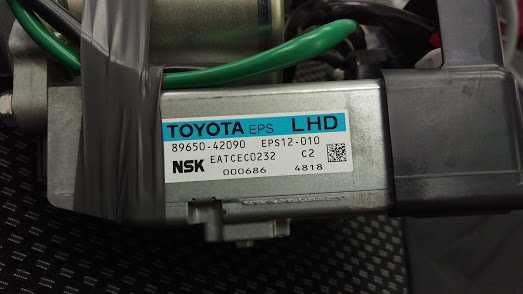 TOYOTA EPS LHD
89650-42090 EPS12-010
NSK EATCEC0232 C2
000686 4818